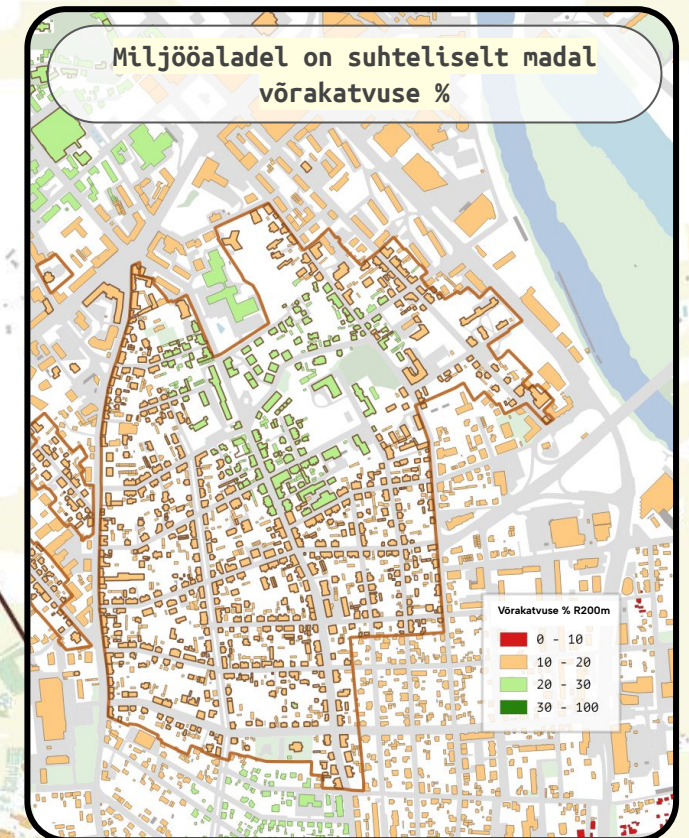 Miljööaladel on suhteliselt madal
võrakatvuse %
Võrakatvuse % R200m
0 - 10
10 - 20
20 - 30
30 - 100